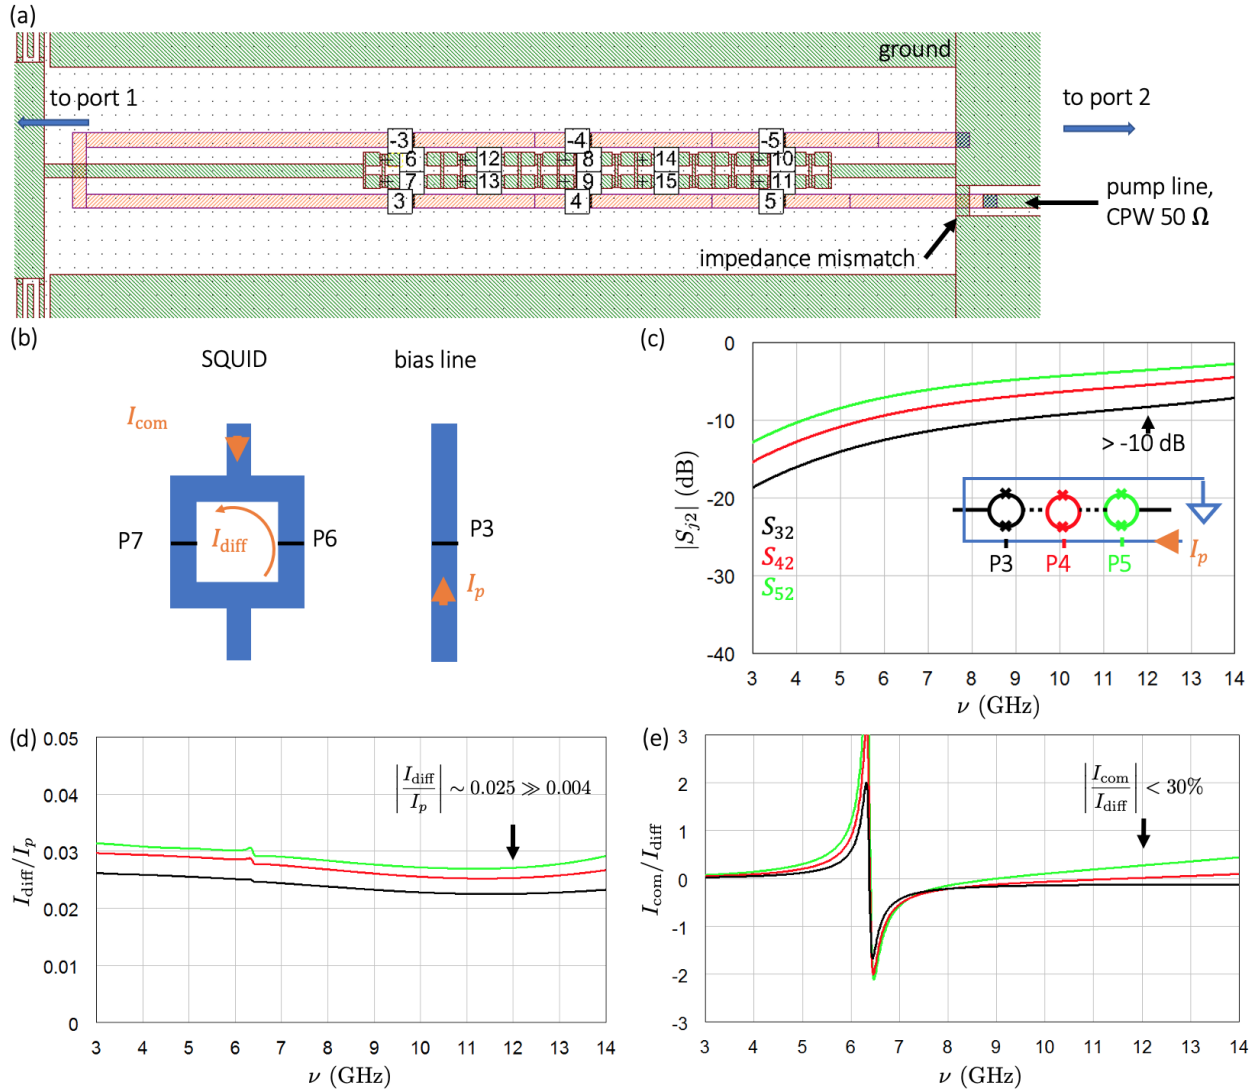 (a)
ground
to port 1
to port 2
-3 -4 -5
6 12 8 14 10
7 13 9 15 11
3 4 5
pump line,
CPW 50 Ω
impedance mismatch
(b)
SQUID bias line
I_com
P7 I_diff P6 P3
I_p
(c)
0
-10
-20
-30
-40
|S_{j2}| (dB)
> -10 dB
S_32
S_42
S_52
P3 P4 P5
I_p
3 4 5 6 7 8 9 10 11 12 13 14
ν (GHz)
(d)
0.05
0.04
0.03
0.02
0.01
0
I_diff/I_p
|I_diff/I_p| ~ 0.025 ≫ 0.004
3 4 5 6 7 8 9 10 11 12 13 14
ν (GHz)
(e)
3
2
1
0
-1
-2
-3
I_com/I_diff
|I_com/I_diff| < 30%
3 4 5 6 7 8 9 10 11 12 13 14
ν (GHz)